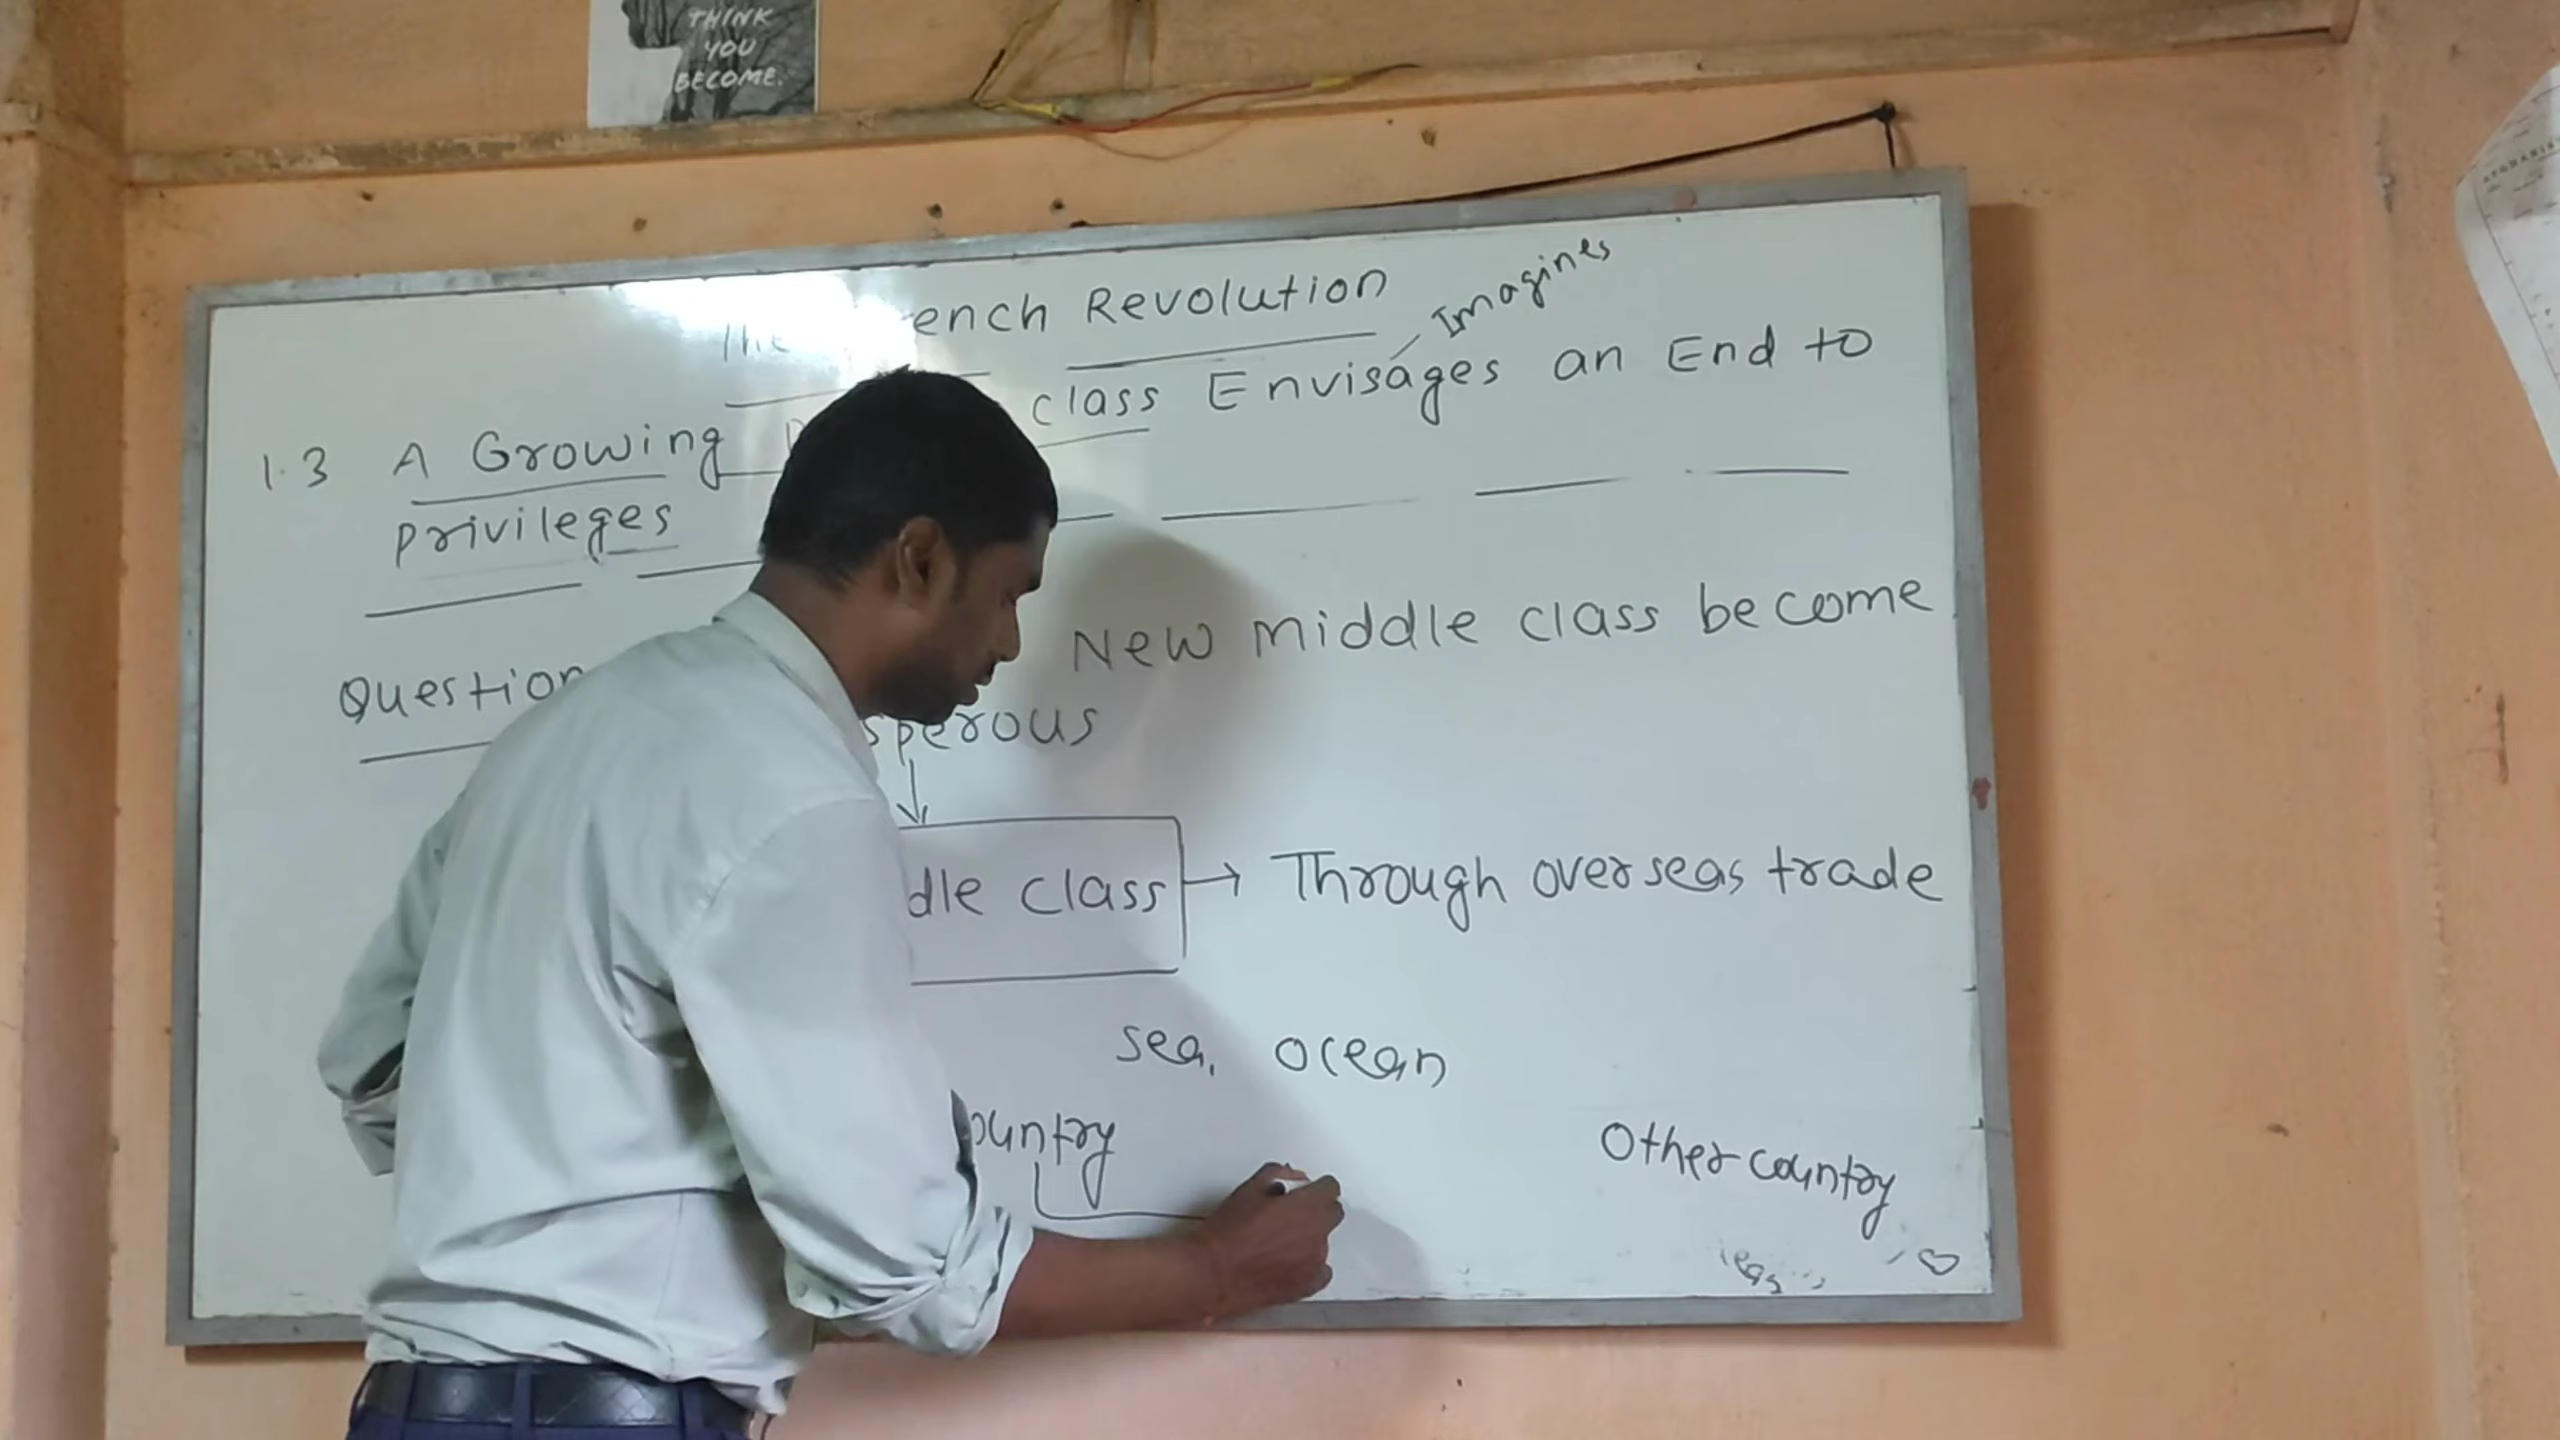 THINK
YOU
BECOME.
The ench Revolution
Imagines
1.3 A Growing class Envisages an End to
privileges
Question New middle class become
sperous
dle class → Through overseas trade
sea, ocean
ountry Other country